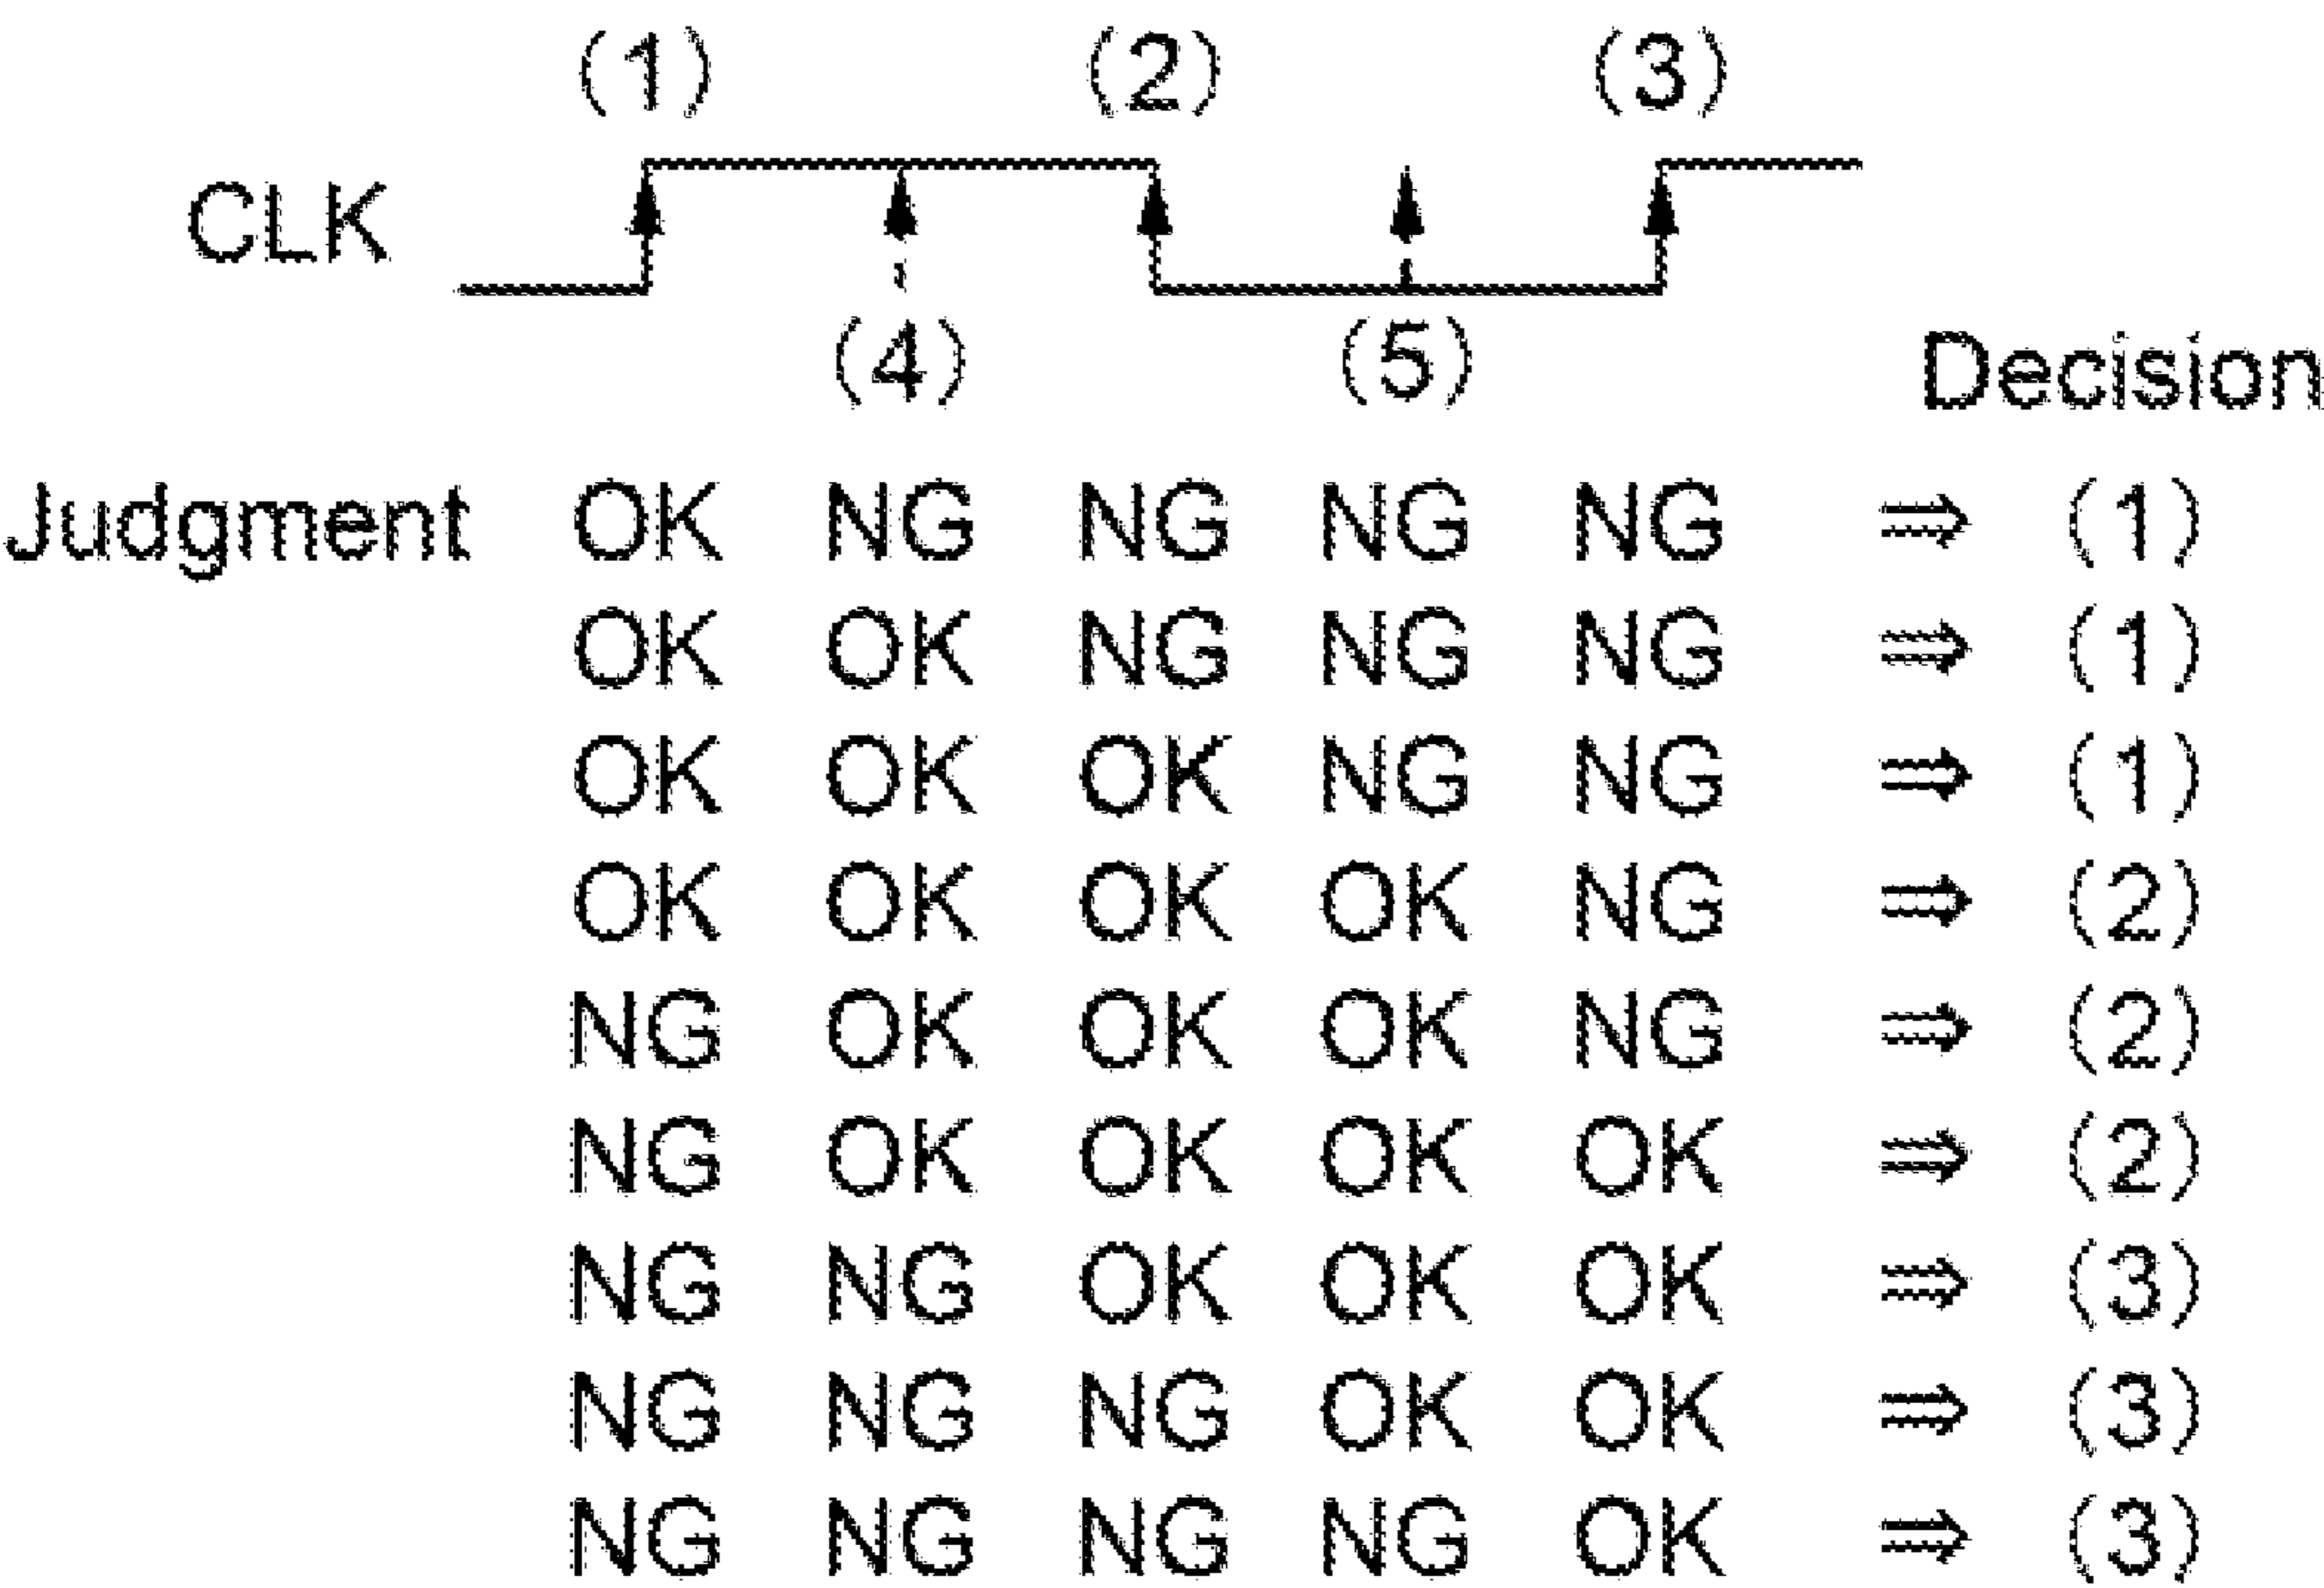 (1) (2) (3)
CLK
(4) (5)
Decision
Judgment OK NG NG NG NG ⇒ (1)
OK OK NG NG NG ⇒ (1)
OK OK OK NG NG ⇒ (1)
OK OK OK OK NG ⇒ (2)
NG OK OK OK NG ⇒ (2)
NG OK OK OK OK ⇒ (2)
NG NG OK OK OK ⇒ (3)
NG NG NG OK OK ⇒ (3)
NG NG NG NG OK ⇒ (3)